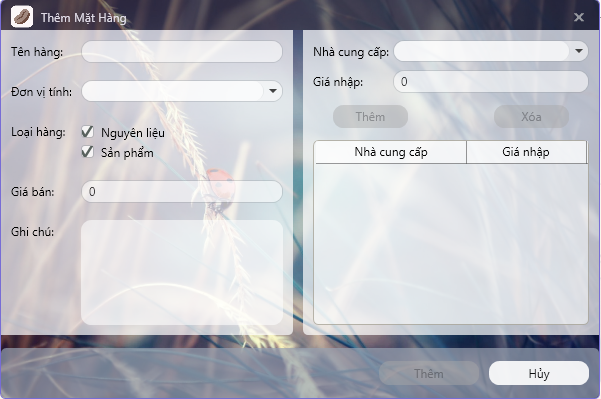 Thêm Mặt Hàng
Tên hàng:
Đơn vị tính:
Loại hàng:
Nguyên liệu
Sản phẩm
Giá bán: 0
Ghi chú:
Nhà cung cấp:
Giá nhập: 0
Thêm Xóa
Nhà cung cấp Giá nhập
Thêm Hủy